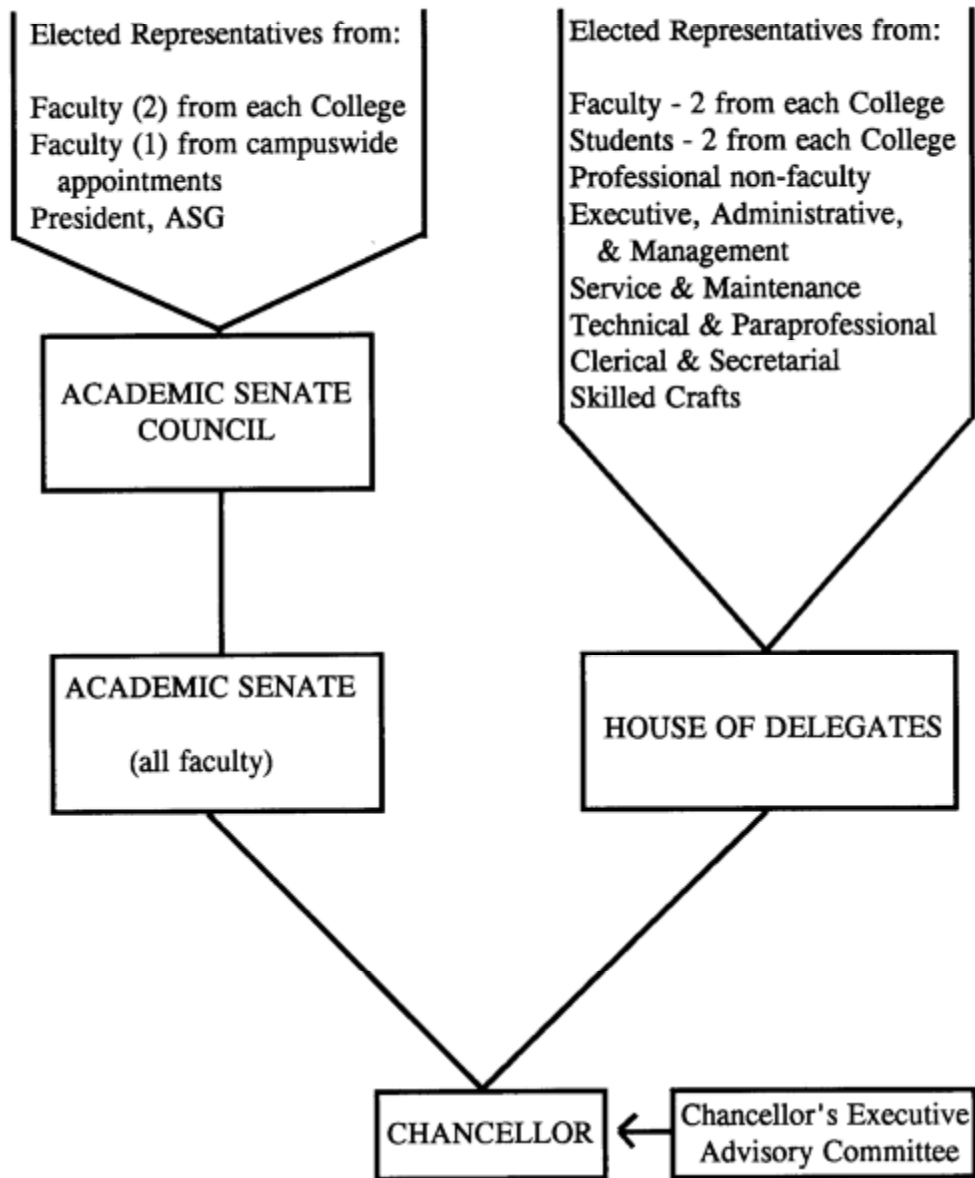 Elected Representatives from:
Faculty (2) from each College
Faculty (1) from campuswide
appointments
President, ASG
ACADEMIC SENATE
COUNCIL
ACADEMIC SENATE
(all faculty)
Elected Representatives from:
Faculty - 2 from each College
Students - 2 from each College
Professional non-faculty
Executive, Administrative,
& Management
Service & Maintenance
Technical & Paraprofessional
Clerical & Secretarial
Skilled Crafts
HOUSE OF DELEGATES
CHANCELLOR
Chancellor's Executive
Advisory Committee